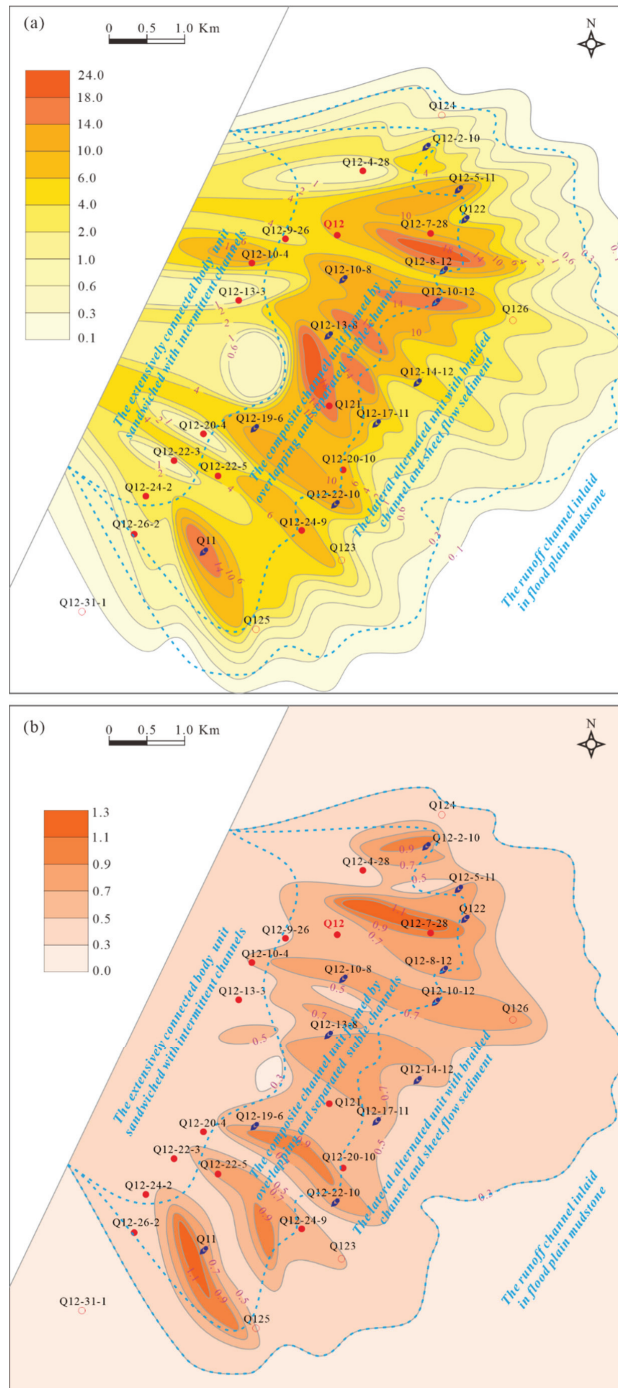 (a)
0 0.5 1.0 Km
N
24.0
18.0
14.0
10.0
6.0
4.0
2.0
1.0
0.6
0.3
0.1
Q124
Q12-2-10
Q12-4-28
Q12-5-11
Q122
Q12-9-26
Q12
Q12-7-28
Q12-10-4
Q12-8-12
Q12-10-8
Q12-13-3
Q12-10-12
Q126
Q12-13-8
Q12-14-12
Q121
Q12-19-6
Q12-17-11
Q12-20-4
Q12-22-3
Q12-22-5
Q12-20-10
Q12-24-2
Q12-22-10
Q12-26-2
Q12-24-9
Q11
Q123
Q12-31-1
Q125
The extensively connected body unit
sandwiched with intermittent channels
The composite channel unit formed by
overlapping and separated stable channels
The lateral alternated unit with braided
channel and sheet flow sediment
The runoff channel inlaid
in flood plain mudstone
(b)
0 0.5 1.0 Km
N
1.3
1.1
0.9
0.7
0.5
0.3
0.0
Q124
Q12-2-10
Q12-4-28
Q12-5-11
Q122
Q12-9-26
Q12
Q12-7-28
Q12-10-4
Q12-8-12
Q12-10-8
Q12-13-3
Q12-10-12
Q126
Q12-13-8
Q12-14-12
Q121
Q12-19-6
Q12-17-11
Q12-20-4
Q12-22-3
Q12-22-5
Q12-20-10
Q12-24-2
Q12-22-10
Q12-26-2
Q12-24-9
Q11
Q123
Q12-31-1
Q125
The extensively connected body unit
sandwiched with intermittent channels
The composite channel unit formed by
overlapping and separated stable channels
The lateral alternated unit with braided
channel and sheet flow sediment
The runoff channel inlaid
in flood plain mudstone